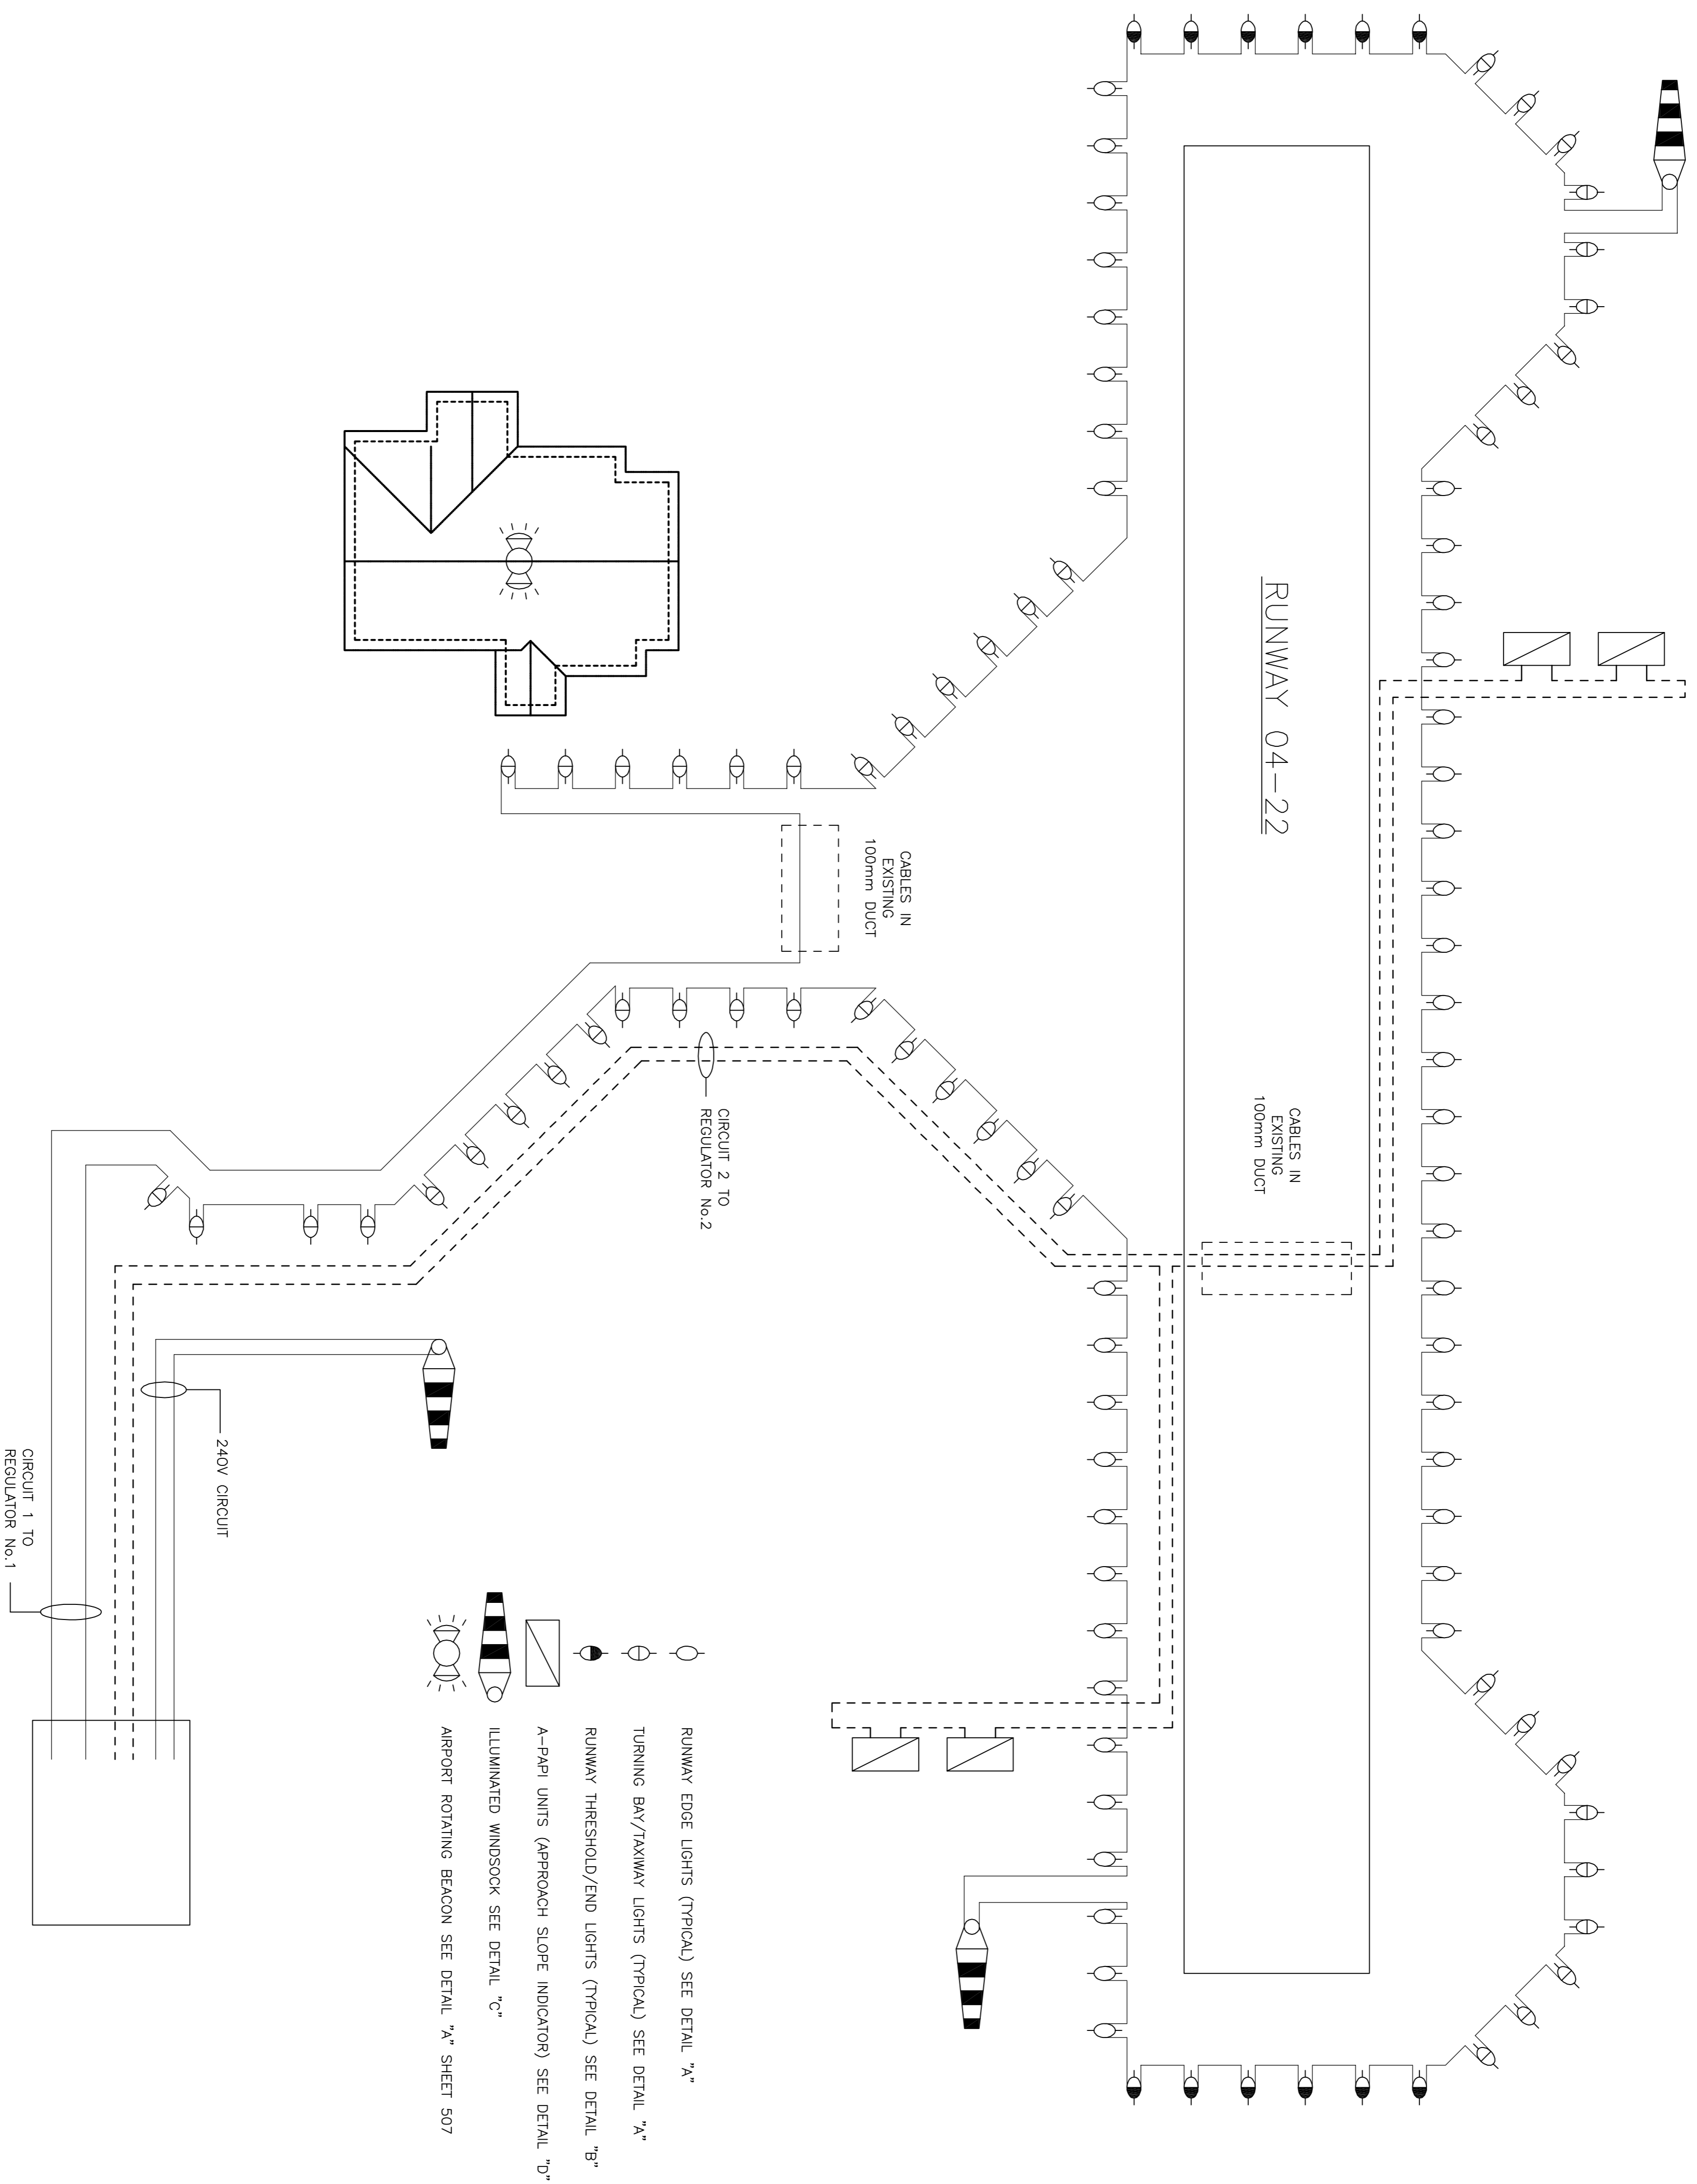 RUNWAY 04-22
CABLES IN
EXISTING
100mm DUCT
CABLES IN
EXISTING
100mm DUCT
CIRCUIT 2 TO
REGULATOR No.2
240V CIRCUIT
CIRCUIT 1 TO
REGULATOR No.1
RUNWAY EDGE LIGHTS (TYPICAL) SEE DETAIL "A"
TURNING BAY/TAXIWAY LIGHTS (TYPICAL) SEE DETAIL "A"
RUNWAY THRESHOLD/END LIGHTS (TYPICAL) SEE DETAIL "B"
A-PAPI UNITS (APPROACH SLOPE INDICATOR) SEE DETAIL "D"
ILLUMINATED WINDSOCK SEE DETAIL "C"
AIRPORT ROTATING BEACON SEE DETAIL "A" SHEET 507